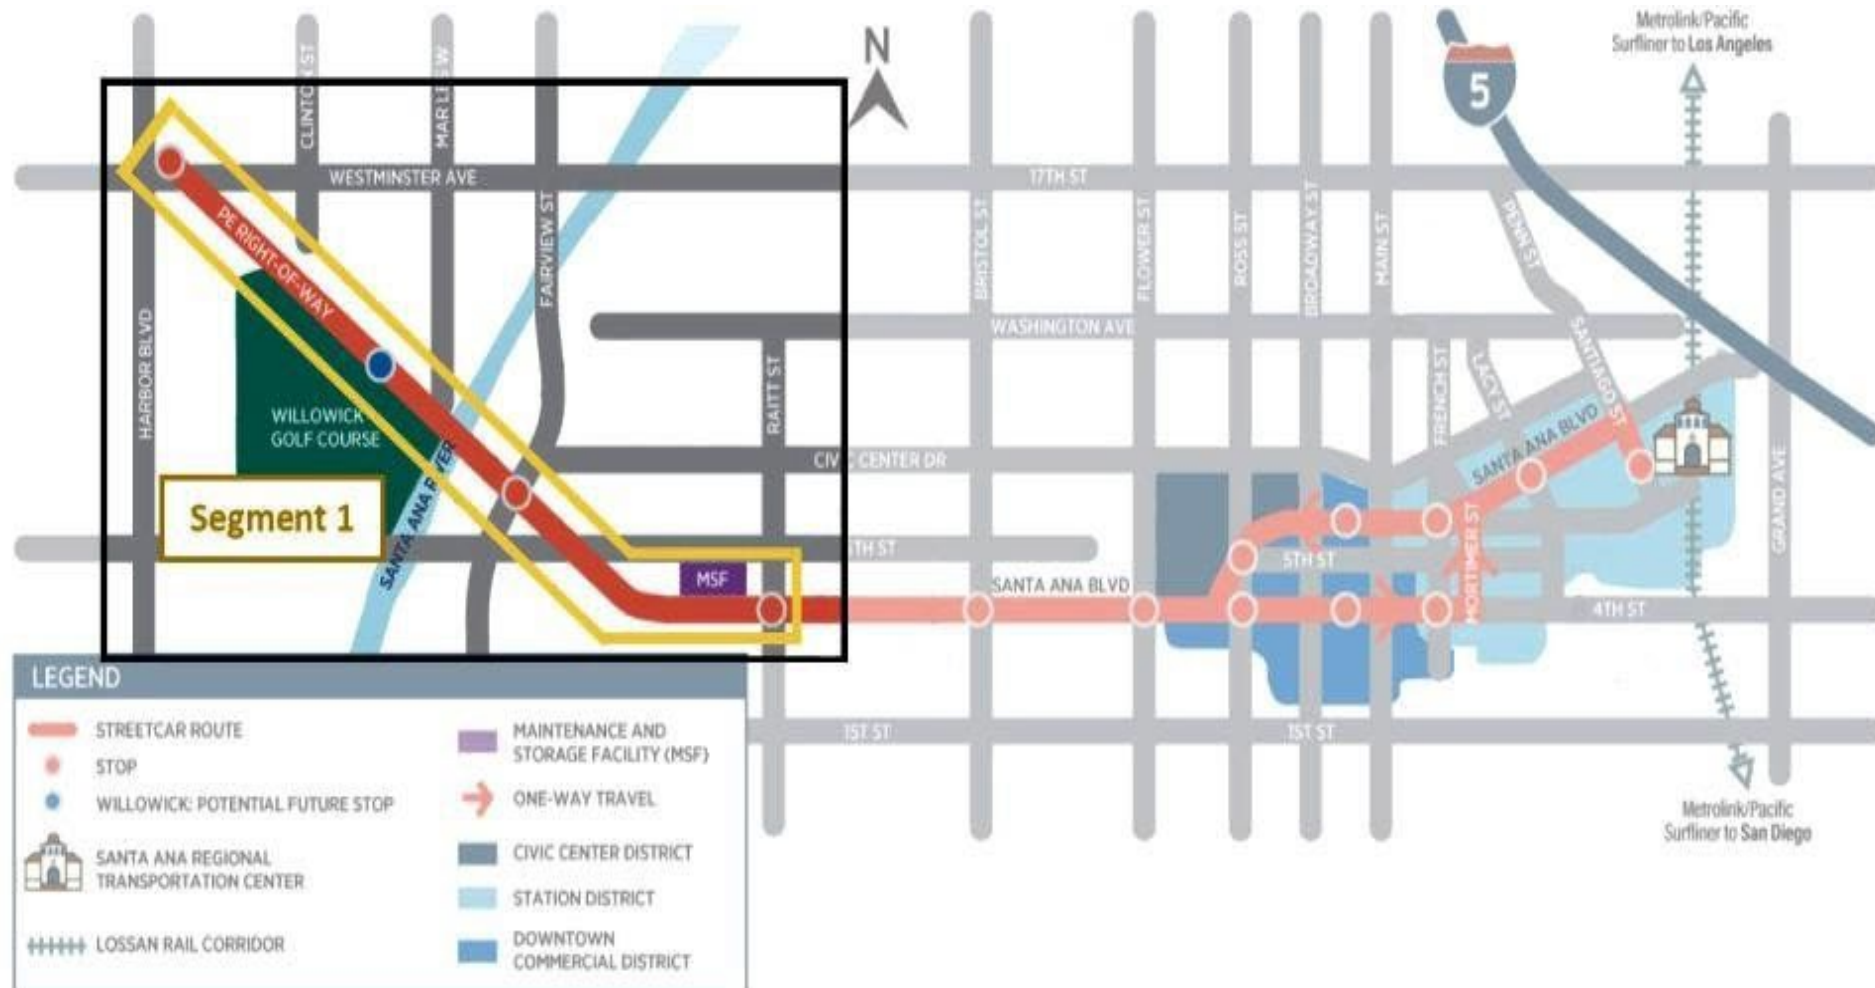 Metrolink/Pacific
Surfliner to Los Angeles
N
5
CLINTON ST
FAIRVIEW ST
WESTMINSTER AVE
17TH ST
PE RIGHT-OF-WAY
HARBOR BLVD
BRISTOL ST
FLOWER ST
ROSS ST
BROADWAY ST
MAIN ST
PENN ST
WASHINGTON AVE
RAITT ST
FRENCH ST
LACY ST
SANTIAGO ST
WILLOWICK
GOLF COURSE
SANTA ANA RIVER
CIVIC CENTER DR
SANTA ANA BLVD
GRAND AVE
Segment 1
TH ST
MSF
SANTA ANA BLVD
5TH ST
MORTIMER ST
4TH ST
1ST ST
1ST ST
Metrolink/Pacific
Surfliner to San Diego
LEGEND
STREETCAR ROUTE
STOP
WILLOWICK: POTENTIAL FUTURE STOP
SANTA ANA REGIONAL
TRANSPORTATION CENTER
LOSSAN RAIL CORRIDOR
MAINTENANCE AND
STORAGE FACILITY (MSF)
ONE-WAY TRAVEL
CIVIC CENTER DISTRICT
STATION DISTRICT
DOWNTOWN
COMMERCIAL DISTRICT